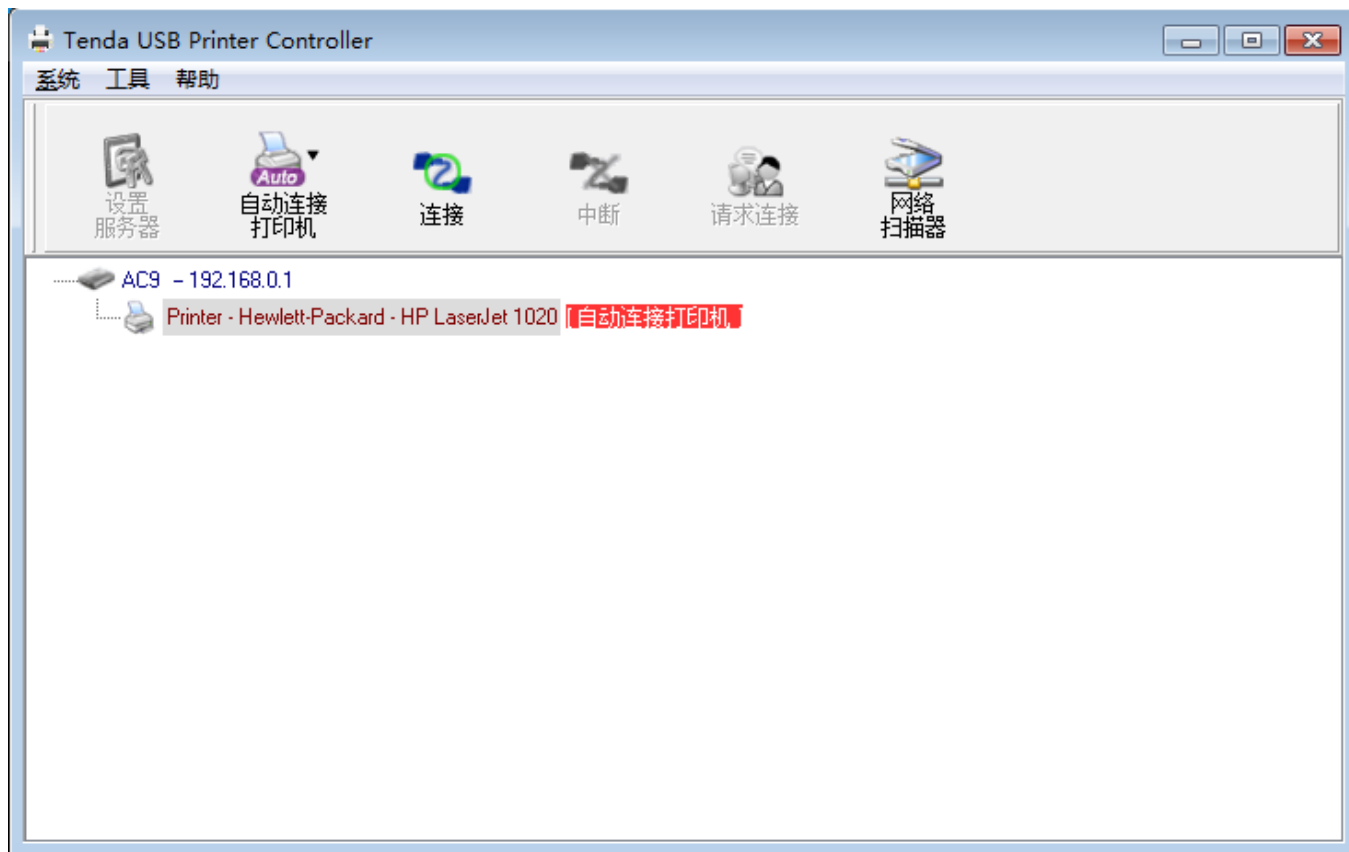 Tenda USB Printer Controller
系统 工具 帮助
设置
服务器
Auto
自动连接
打印机
连接
中断
请求连接
网络
扫描器
AC9 - 192.168.0.1
Printer - Hewlett-Packard - HP LaserJet 1020 [ 自动连接打印机 ]